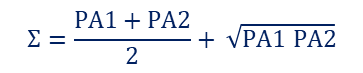 Σ = (PA1 + PA2)/2 + √(PA1 PA2)